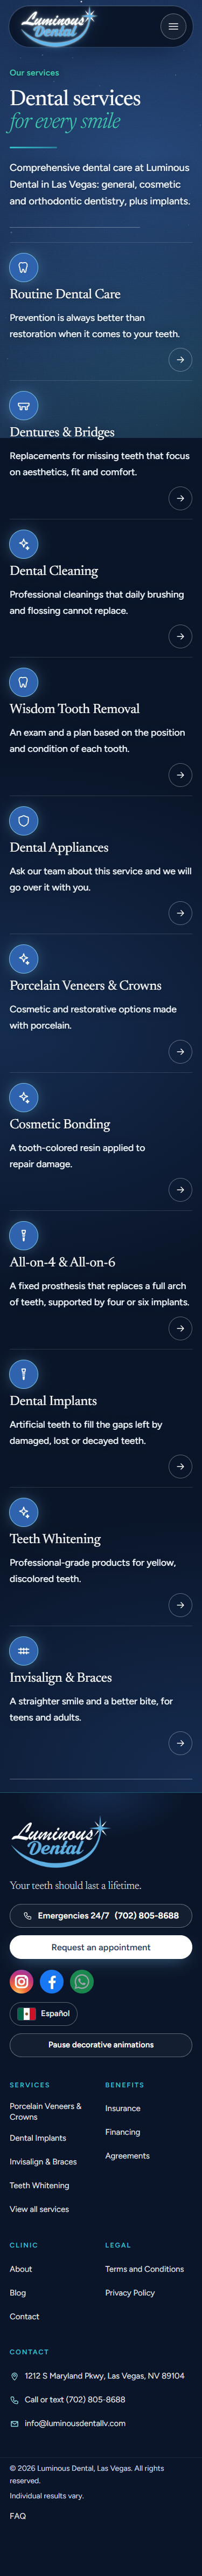 Luminous
Dental
Our services
Dental services
for every smile
Comprehensive dental care at Luminous
Dental in Las Vegas: general, cosmetic
and orthodontic dentistry, plus implants.
Routine Dental Care
Prevention is always better than
restoration when it comes to your teeth.
Dentures & Bridges
Replacements for missing teeth that focus
on aesthetics, fit and comfort.
Dental Cleaning
Professional cleanings that daily brushing
and flossing cannot replace.
Wisdom Tooth Removal
An exam and a plan based on the position
and condition of each tooth.
Dental Appliances
Ask our team about this service and we will
go over it with you.
Porcelain Veneers & Crowns
Cosmetic and restorative options made
with porcelain.
Cosmetic Bonding
A tooth-colored resin applied to
repair damage.
All-on-4 & All-on-6
A fixed prosthesis that replaces a full arch
of teeth, supported by four or six implants.
Dental Implants
Artificial teeth to fill the gaps left by
damaged, lost or decayed teeth.
Teeth Whitening
Professional-grade products for yellow,
discolored teeth.
Invisalign & Braces
A straighter smile and a better bite, for
teens and adults.
Luminous
Dental
Your teeth should last a lifetime.
Emergencies 24/7 (702) 805-8688
Request an appointment
Español
Pause decorative animations
SERVICES
Porcelain Veneers &
Crowns
Dental Implants
Invisalign & Braces
Teeth Whitening
View all services
BENEFITS
Insurance
Financing
Agreements
CLINIC
About
Blog
Contact
LEGAL
Terms and Conditions
Privacy Policy
CONTACT
1212 S Maryland Pkwy, Las Vegas, NV 89104
Call or text (702) 805-8688
info@luminousdentallv.com
© 2026 Luminous Dental, Las Vegas. All rights
reserved.
Individual results vary.
FAQ